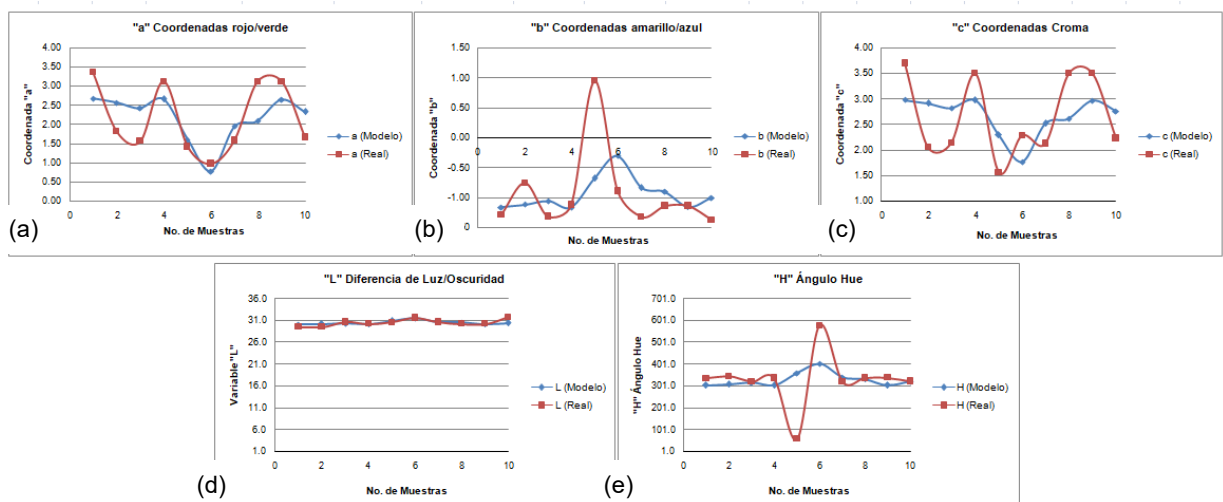 "a" Coordenadas rojo/verde
4.00
3.50
3.00
2.50
2.00
1.50
1.00
0.50
0.00
Coordenada "a"
0 2 4 6 8 10
No. de Muestras
a (Modelo)
a (Real)
(a)
"b" Coordenadas amarillo/azul
1.50
1.00
0.50
0.00
-0.50
-1.00
0
Coordenada "b"
0 2 4 6 8 10
No. de Muestras
b (Modelo)
b (Real)
(b)
"c" Coordenadas Croma
4.00
3.50
3.00
2.50
2.00
1.50
1.00
Coordenada "c"
0 2 4 6 8 10
No. de Muestras
c (Modelo)
c (Real)
(c)
"L" Diferencia de Luz/Oscuridad
36.0
31.0
26.0
21.0
16.0
11.0
6.0
1.0
Variable "L"
0 2 4 6 8 10
No. de Muestras
L (Modelo)
L (Real)
(d)
"H" Ángulo Hue
701.0
601.0
501.0
401.0
301.0
201.0
101.0
1.0
"H" Ángulo Hue
0 2 4 6 8 10
No. de Muestras
H (Modelo)
H (Real)
(e)